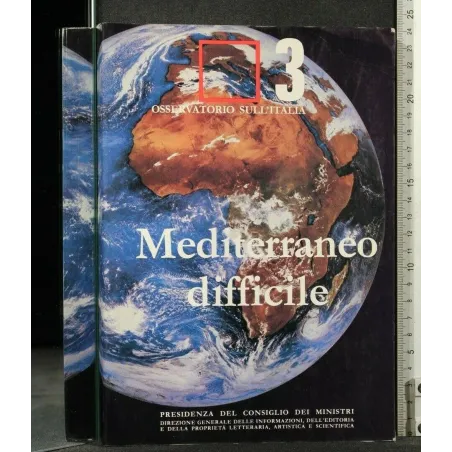 3
OSSERVATORIO SULL'ITALIA
Mediterraneo
difficile
PRESIDENZA DEL CONSIGLIO DEI MINISTRI
DIREZIONE GENERALE DELLE INFORMAZIONI, DELL'EDITORIA
E DELLA PROPRIETÀ LETTERARIA, ARTISTICA E SCIENTIFICA